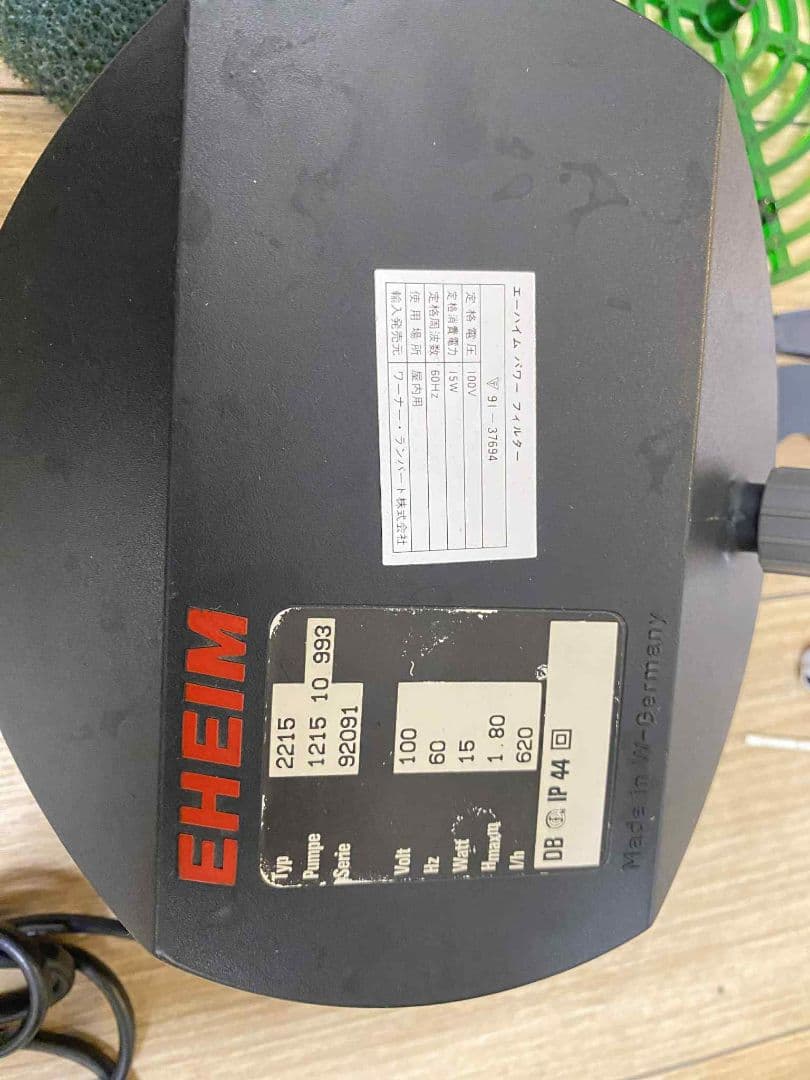 EHEIM
Typ 2215
Pumpe 1215 10 993
Serie 92091
Volt 100
Hz 60
Watt 15
Hmax 1.80
l/h 620
DB IP 44
Made in W-Germany
エーハイム パワー フィルター
91-37694
定格電圧 100V
定格消費電力 15W
定格周波数 60Hz
使用場所 屋内用
輸入発売元 ワーナー・ランバート株式会社